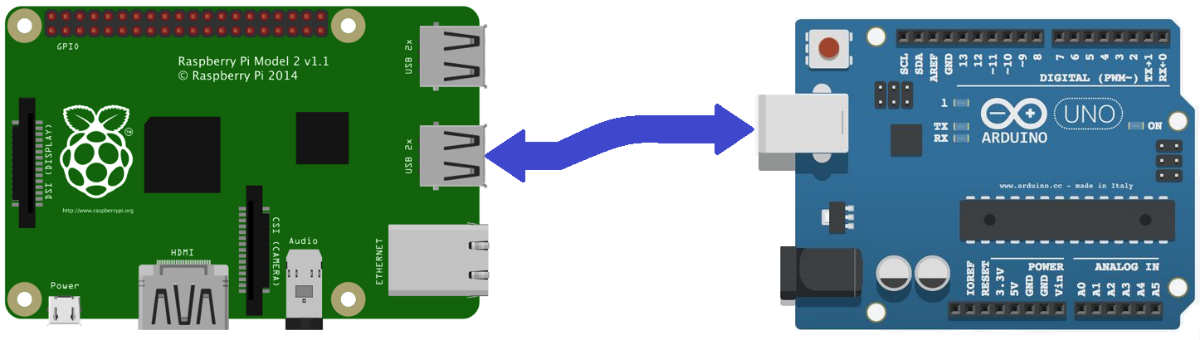 GPIO
Raspberry Pi Model 2 v1.1
© Raspberry Pi 2014
USB 2x
USB 2x
DSI (DISPLAY)
TM
http://www.raspberrypi.org
CSI (CAMERA)
HDMI
Audio
ETHERNET
Power
SCL
SDA
AREF
GND
13
12
~11
~10
~9
8
7
~6
~5
4
~3
2
TX→1
RX←0
DIGITAL (PWM~)
1
TX
RX
ARDUINO
UNO
ON
www.arduino.cc - made in Italy
POWER
ANALOG IN
IOREF
RESET
3.3V
5V
GND
GND
Vin
A0
A1
A2
A3
A4
A5